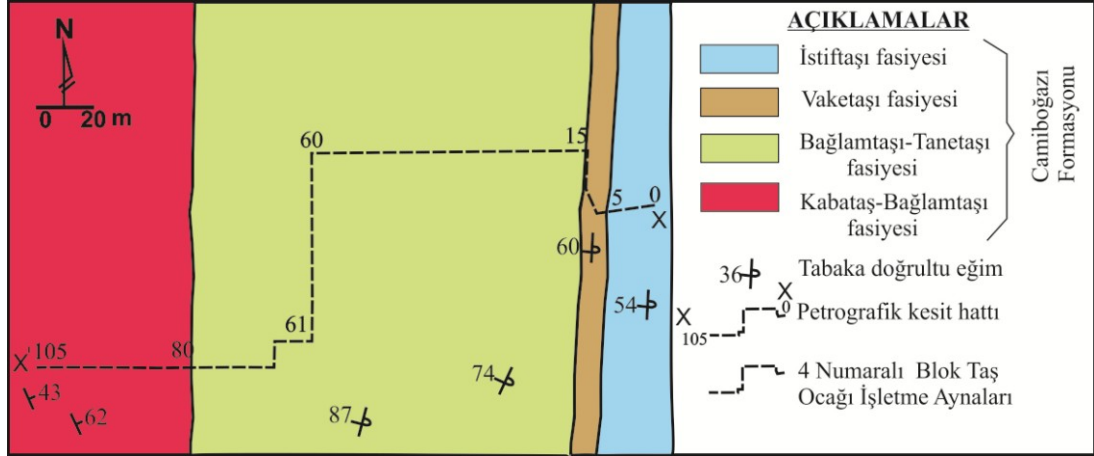 N
0 20 m
60
15
5
0
X
60
54
61
X 105
80
43
62
74
87
AÇIKLAMALAR
İstiftaşı fasiyesi
Vaketaşı fasiyesi
Bağlamtaşı-Tanetaşı
fasiyesi
Kabataş-Bağlamtaşı
fasiyesi
Camiboğazı
Formasyonu
36
Tabaka doğrultu eğim
X
0
X
105
Petrografik kesit hattı
4 Numaralı Blok Taş
Ocağı İşletme Aynaları